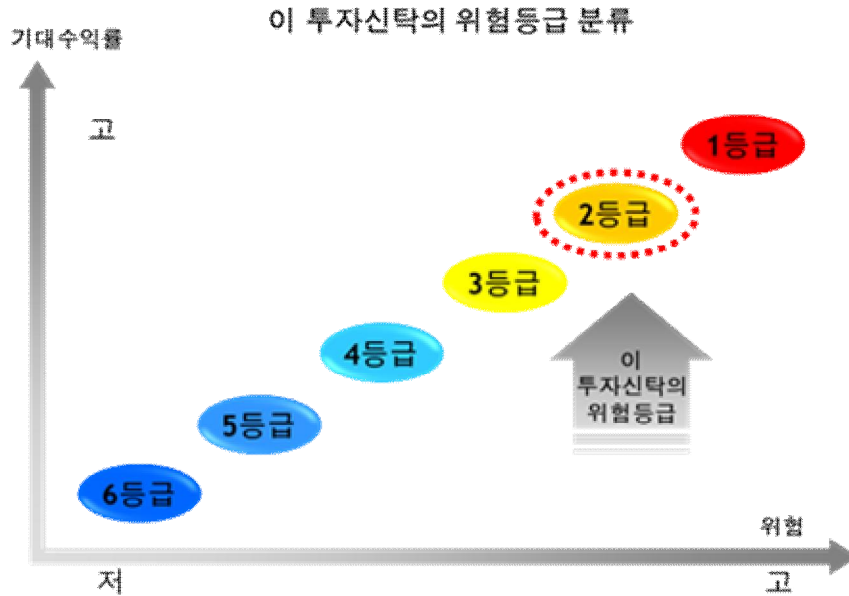 이 투자신탁의 위험등급 분류
기대수익률
고
1등급
2등급
3등급
4등급
5등급
6등급
이
투자신탁의
위험등급
위험
저
고